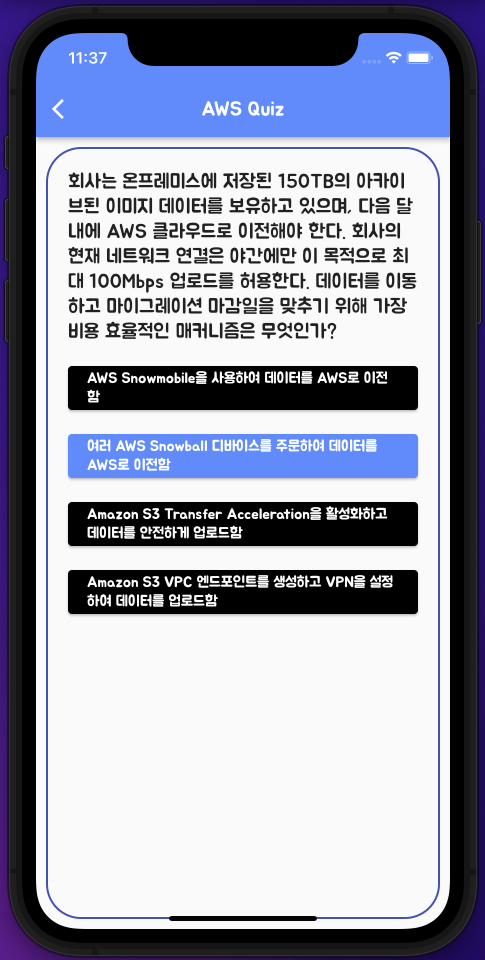 11:37
AWS Quiz
회사는 온프레미스에 저장된 150TB의 아카이
브된 이미지 데이터를 보유하고 있으며, 다음 달
내에 AWS 클라우드로 이전해야 한다. 회사의
현재 네트워크 연결은 야간에만 이 목적으로 최
대 100Mbps 업로드를 허용한다. 데이터를 이동
하고 마이그레이션 마감일을 맞추기 위해 가장
비용 효율적인 매커니즘은 무엇인가?
AWS Snowmobile을 사용하여 데이터를 AWS로 이전
함
여러 AWS Snowball 디바이스를 주문하여 데이터를
AWS로 이전함
Amazon S3 Transfer Acceleration을 활성화하고
데이터를 안전하게 업로드함
Amazon S3 VPC 엔드포인트를 생성하고 VPN을 설정
하여 데이터를 업로드함